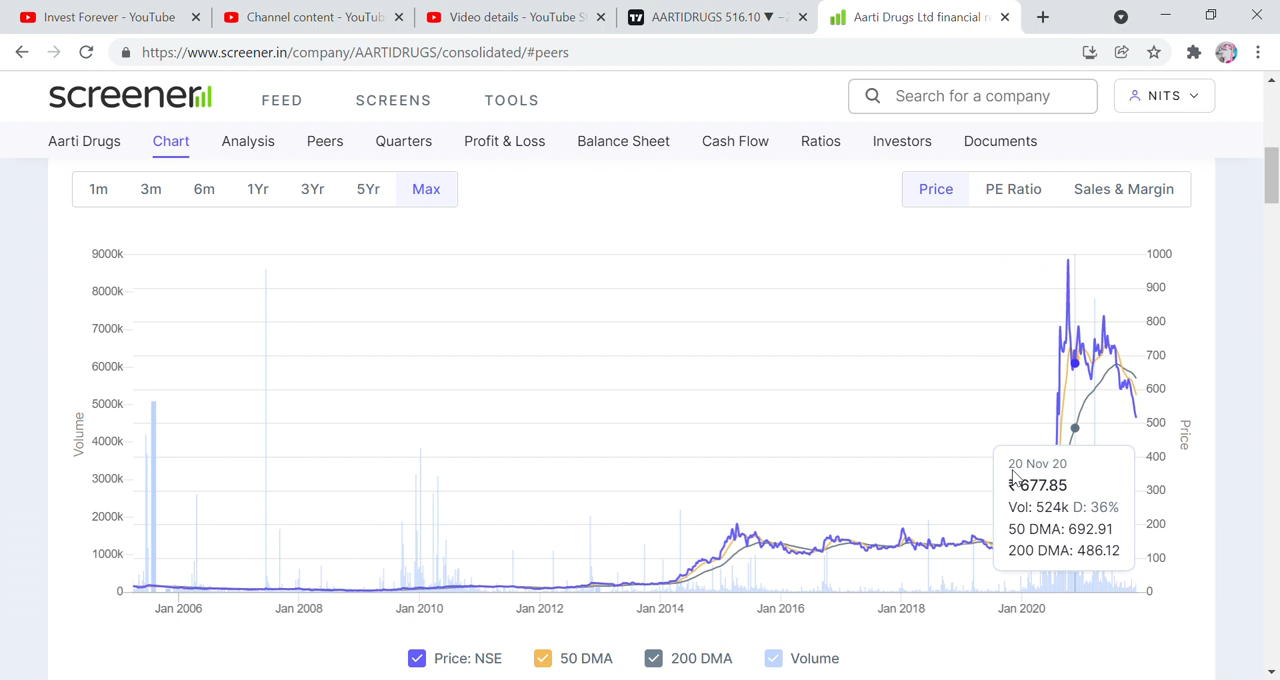 Invest Forever - YouTube
Channel content - YouTub
Video details - YouTube S
AARTIDRUGS 516.10 ▼ −2
Aarti Drugs Ltd financial r
https://www.screener.in/company/AARTIDRUGS/consolidated/#peers
screener
FEED SCREENS TOOLS
Search for a company
NITS
Aarti Drugs Chart Analysis Peers Quarters Profit & Loss Balance Sheet Cash Flow Ratios Investors Documents
1m 3m 6m 1Yr 3Yr 5Yr Max
Price PE Ratio Sales & Margin
9000k
8000k
7000k
6000k
5000k
4000k
3000k
2000k
1000k
0
Volume
1000
900
800
700
600
500
400
300
200
100
0
Price
20 Nov 20
₹ 677.85
Vol: 524k D: 36%
50 DMA: 692.91
200 DMA: 486.12
Jan 2006 Jan 2008 Jan 2010 Jan 2012 Jan 2014 Jan 2016 Jan 2018 Jan 2020
Price: NSE 50 DMA 200 DMA Volume